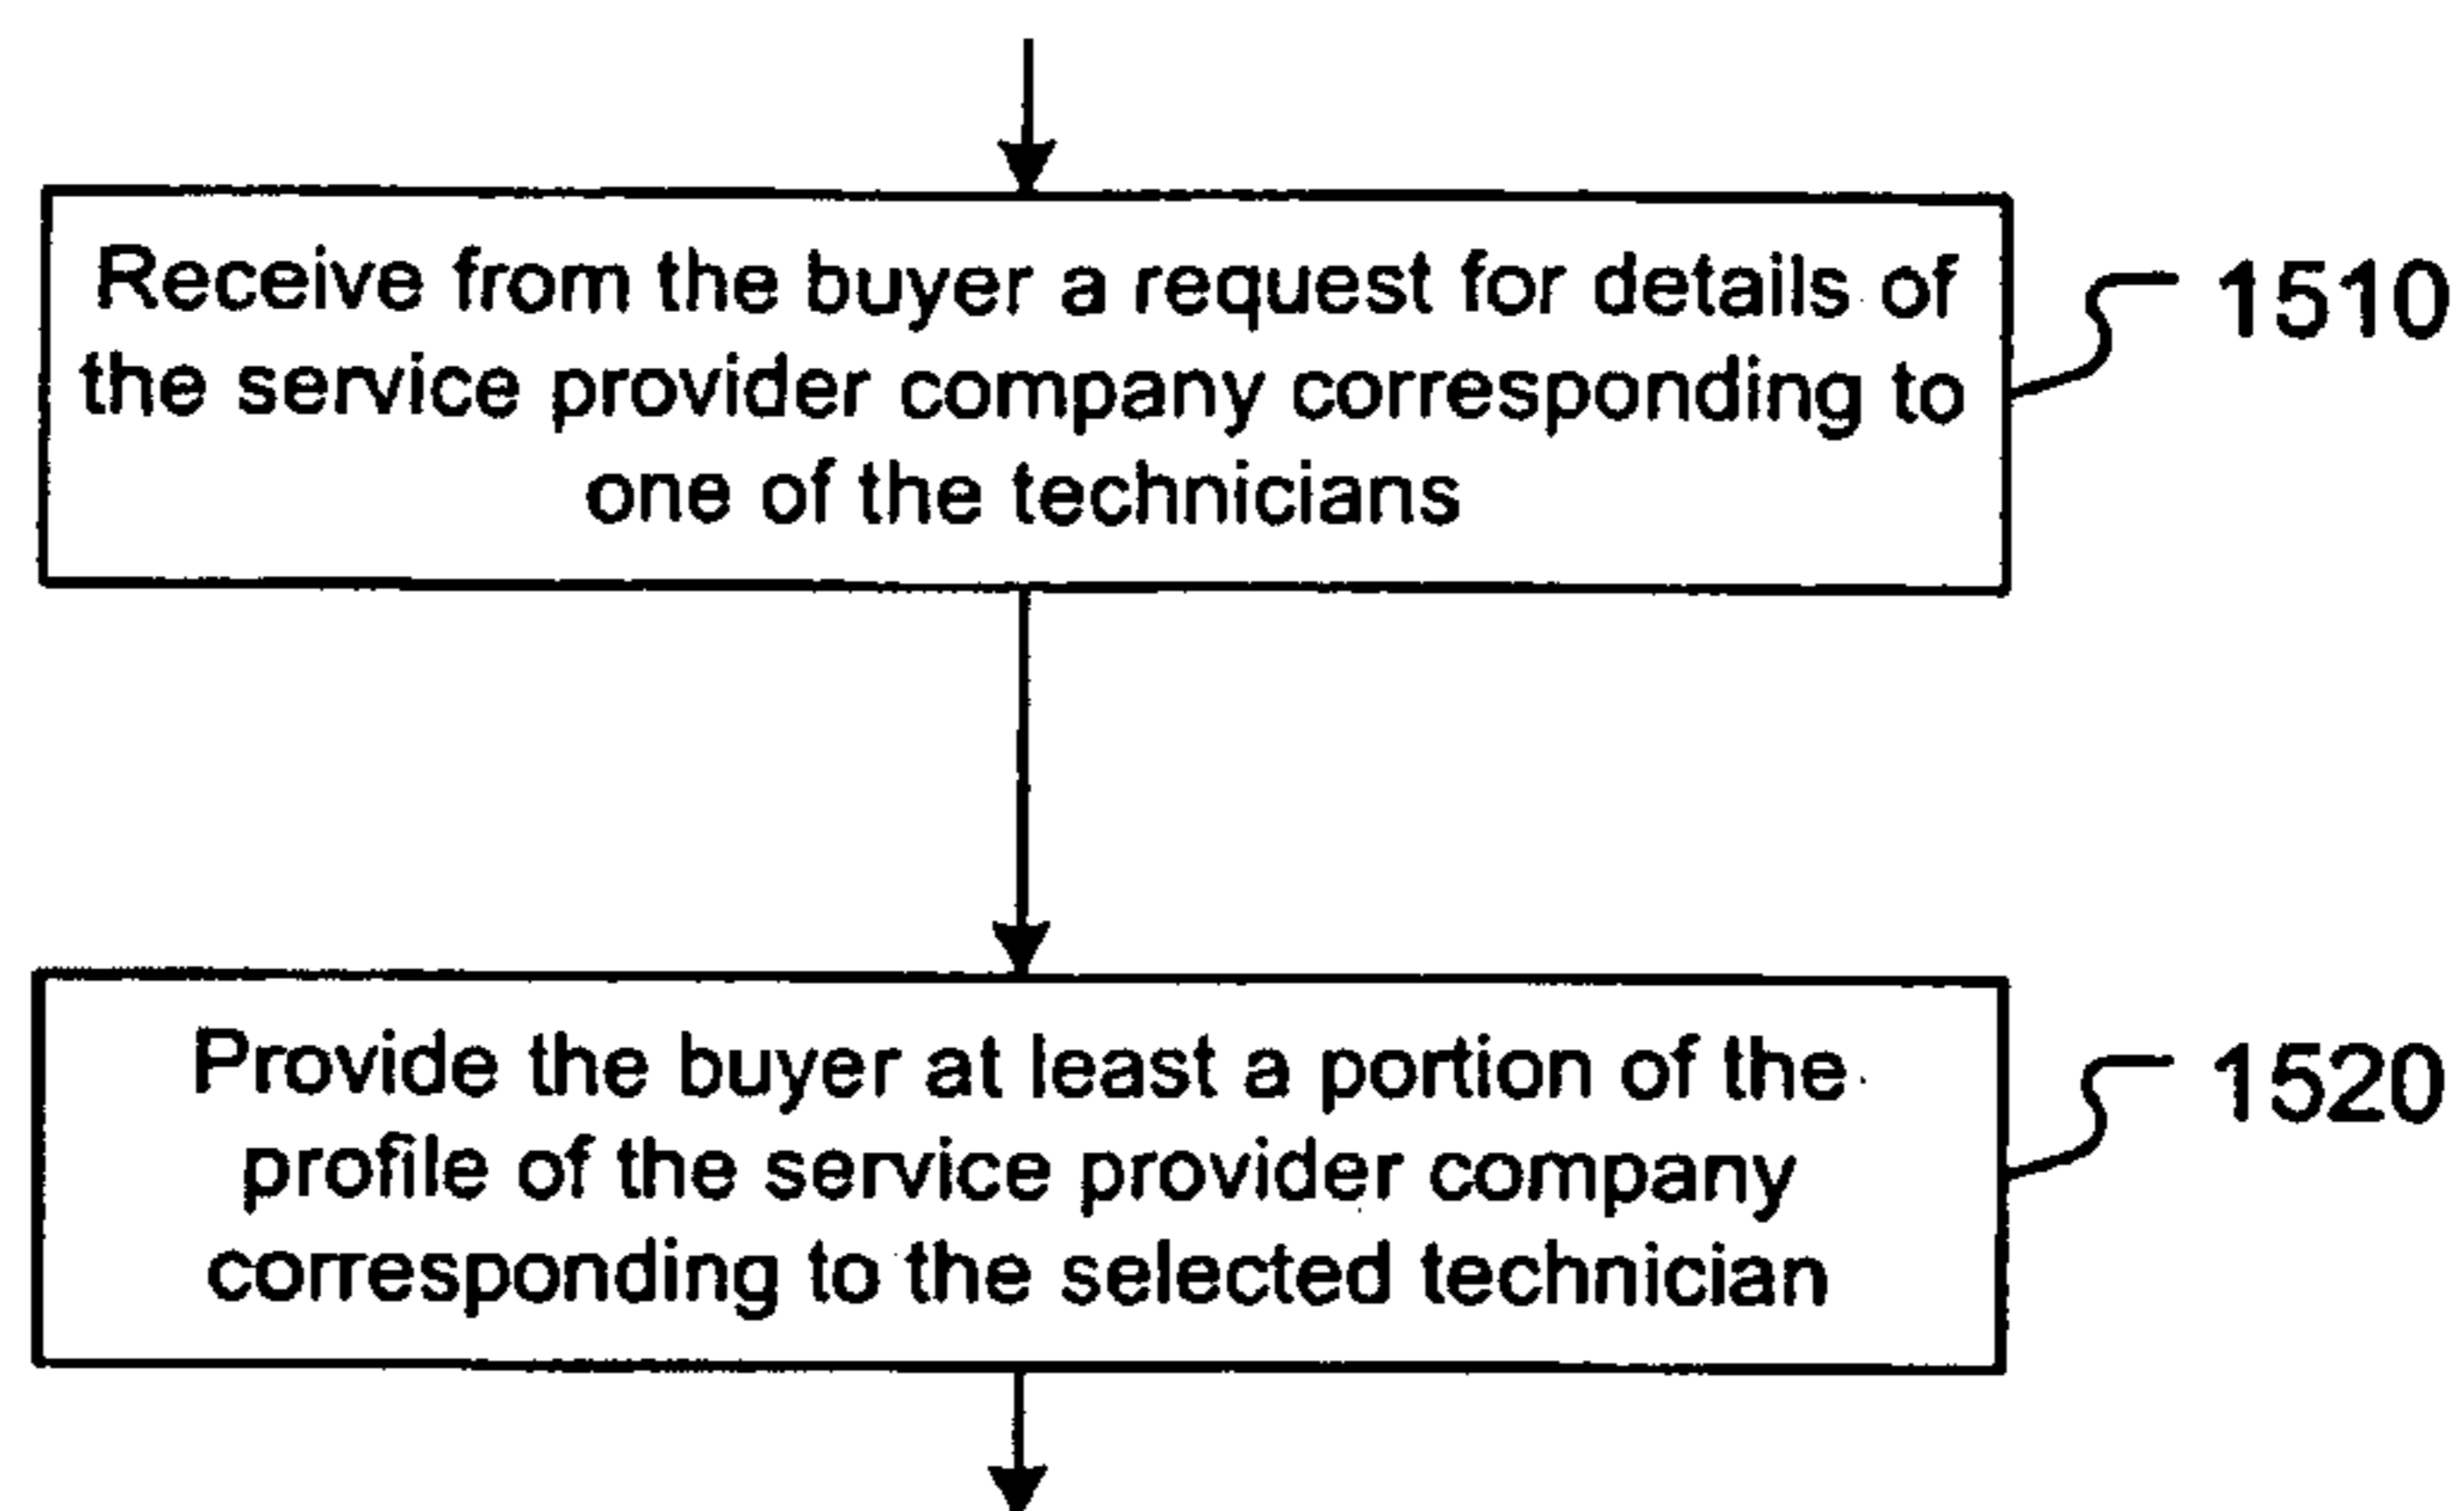 Receive from the buyer a request for details of
the service provider company corresponding to
one of the technicians
1510
Provide the buyer at least a portion of the
profile of the service provider company
corresponding to the selected technician
1520